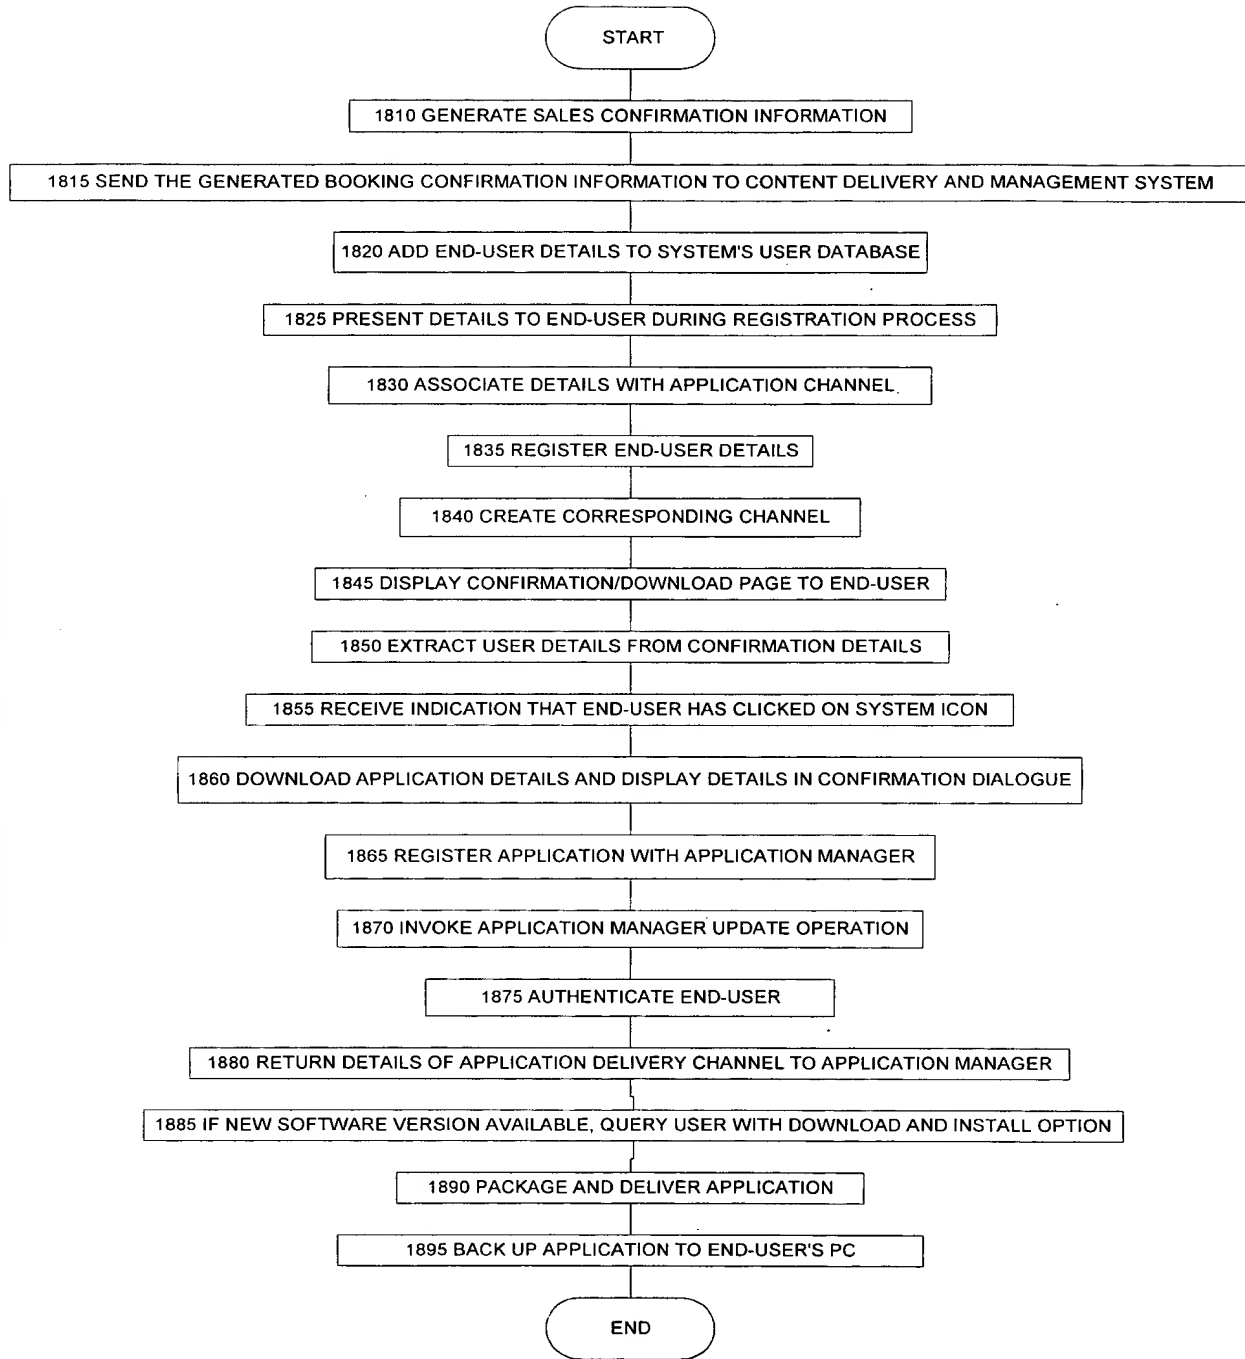 START
1810 GENERATE SALES CONFIRMATION INFORMATION
1815 SEND THE GENERATED BOOKING CONFIRMATION INFORMATION TO CONTENT DELIVERY AND MANAGEMENT SYSTEM
1820 ADD END-USER DETAILS TO SYSTEM'S USER DATABASE
1825 PRESENT DETAILS TO END-USER DURING REGISTRATION PROCESS
1830 ASSOCIATE DETAILS WITH APPLICATION CHANNEL
1835 REGISTER END-USER DETAILS
1840 CREATE CORRESPONDING CHANNEL
1845 DISPLAY CONFIRMATION/DOWNLOAD PAGE TO END-USER
1850 EXTRACT USER DETAILS FROM CONFIRMATION DETAILS
1855 RECEIVE INDICATION THAT END-USER HAS CLICKED ON SYSTEM ICON
1860 DOWNLOAD APPLICATION DETAILS AND DISPLAY DETAILS IN CONFIRMATION DIALOGUE
1865 REGISTER APPLICATION WITH APPLICATION MANAGER
1870 INVOKE APPLICATION MANAGER UPDATE OPERATION
1875 AUTHENTICATE END-USER
1880 RETURN DETAILS OF APPLICATION DELIVERY CHANNEL TO APPLICATION MANAGER
1885 IF NEW SOFTWARE VERSION AVAILABLE, QUERY USER WITH DOWNLOAD AND INSTALL OPTION
1890 PACKAGE AND DELIVER APPLICATION
1895 BACK UP APPLICATION TO END-USER'S PC
END